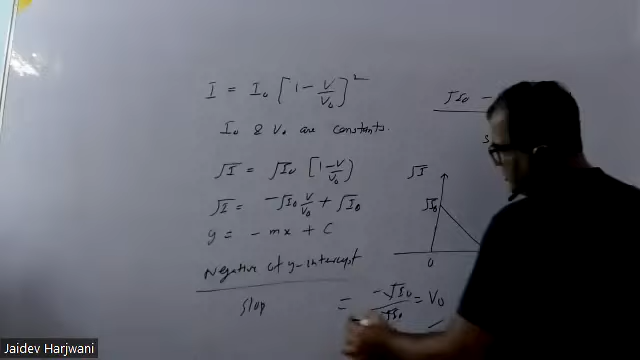 I = I₀ [1 - V/V₀]²
I₀ & V₀ are constants.
√I = √I₀ [1 - V/V₀]
√I = -√I₀ V/V₀ + √I₀
y = - mx + C
Negative of y-intercept
slop
= -√I₀
= V₀
√I₀ -
√I
√I₀
0
Jaidev Harjwani